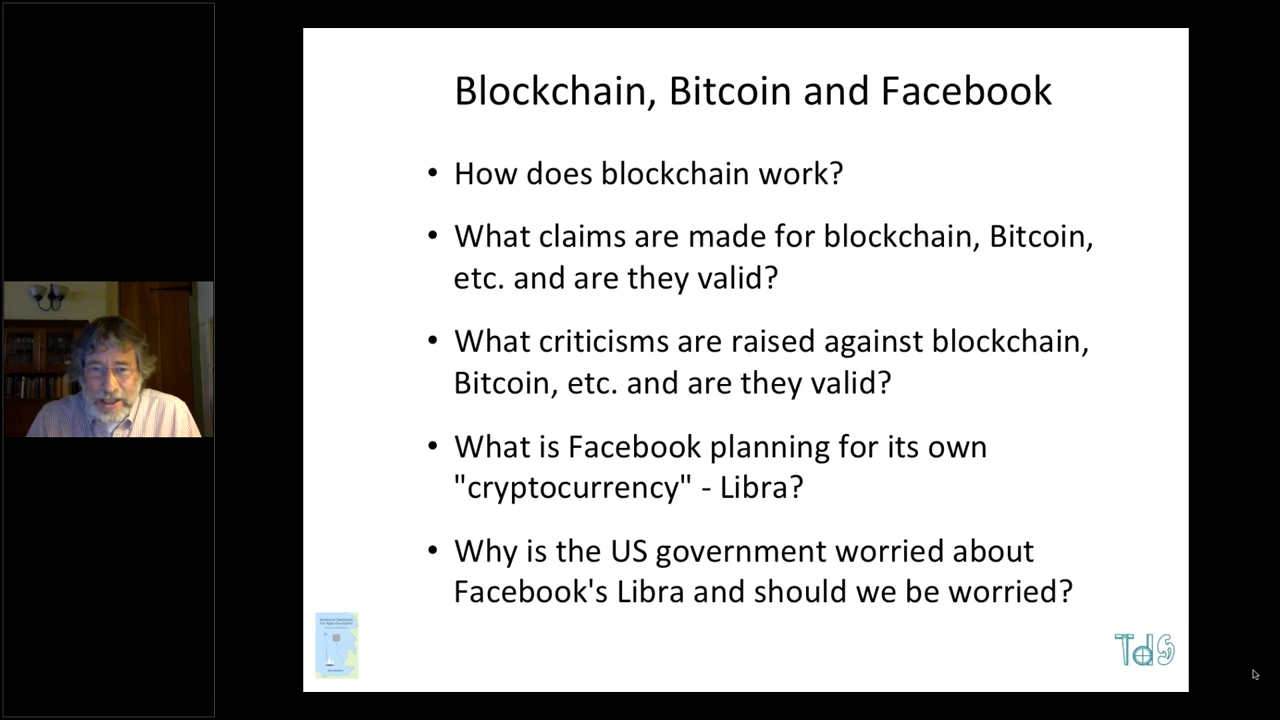 Blockchain, Bitcoin and Facebook
• How does blockchain work?
• What claims are made for blockchain, Bitcoin,
etc. and are they valid?
• What criticisms are raised against blockchain,
Bitcoin, etc. and are they valid?
• What is Facebook planning for its own
"cryptocurrency" - Libra?
• Why is the US government worried about
Facebook's Libra and should we be worried?
TdS